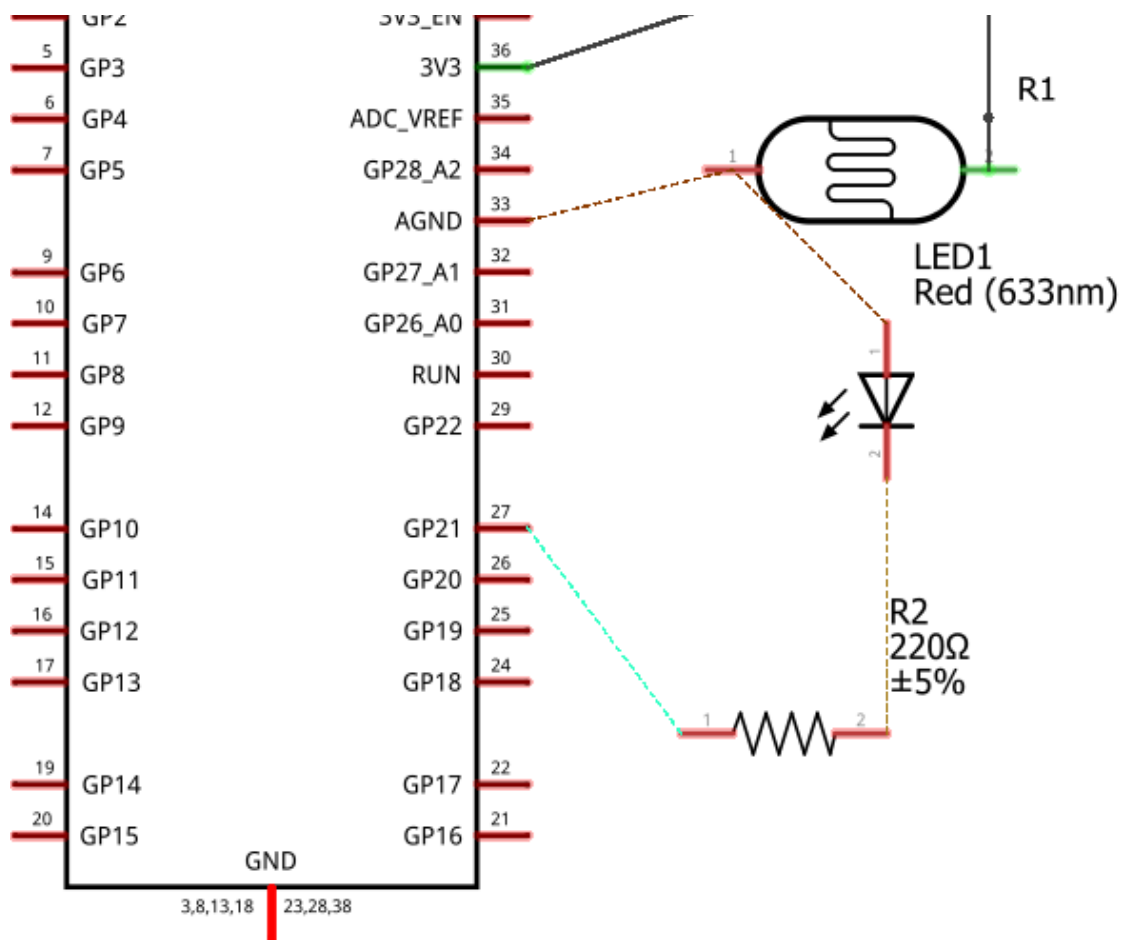 GP2
3V3_EN
5
GP3
3V3
36
6
GP4
ADC_VREF
35
7
GP5
GP28_A2
34
AGND
33
9
GP6
GP27_A1
32
10
GP7
GP26_A0
31
11
GP8
RUN
30
12
GP9
GP22
29
14
GP10
GP21
27
15
GP11
GP20
26
16
GP12
GP19
25
17
GP13
GP18
24
19
GP14
GP17
22
20
GP15
GP16
21
GND
3,8,13,18
23,28,38
R1
1
2
LED1
Red (633nm)
1
2
R2
220Ω
±5%
1
2